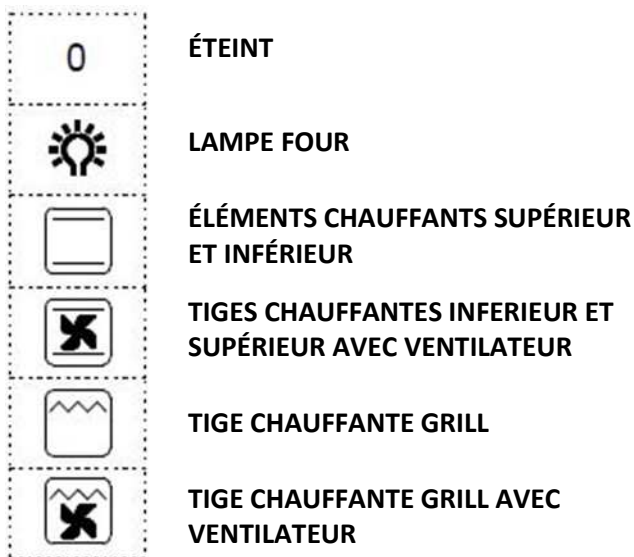 0
ÉTEINT
LAMPE FOUR
ÉLÉMENTS CHAUFFANTS SUPÉRIEUR
ET INFÉRIEUR
TIGES CHAUFFANTES INFERIEUR ET
SUPÉRIEUR AVEC VENTILATEUR
TIGE CHAUFFANTE GRILL
TIGE CHAUFFANTE GRILL AVEC
VENTILATEUR